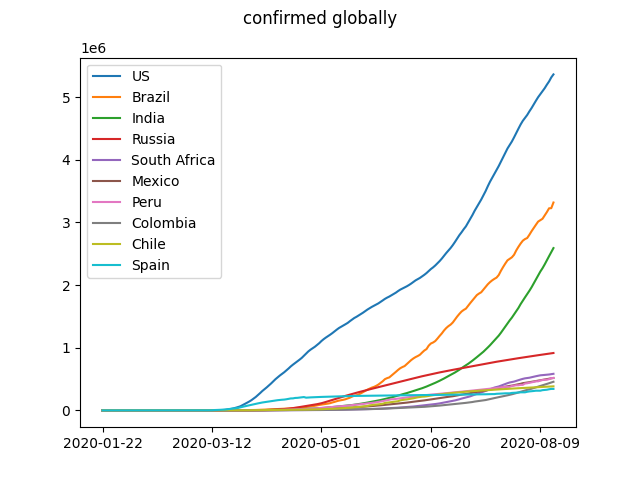 confirmed globally
1e6
US
Brazil
India
Russia
South Africa
Mexico
Peru
Colombia
Chile
Spain
5
4
3
2
1
0
2020-01-22 2020-03-12 2020-05-01 2020-06-20 2020-08-09